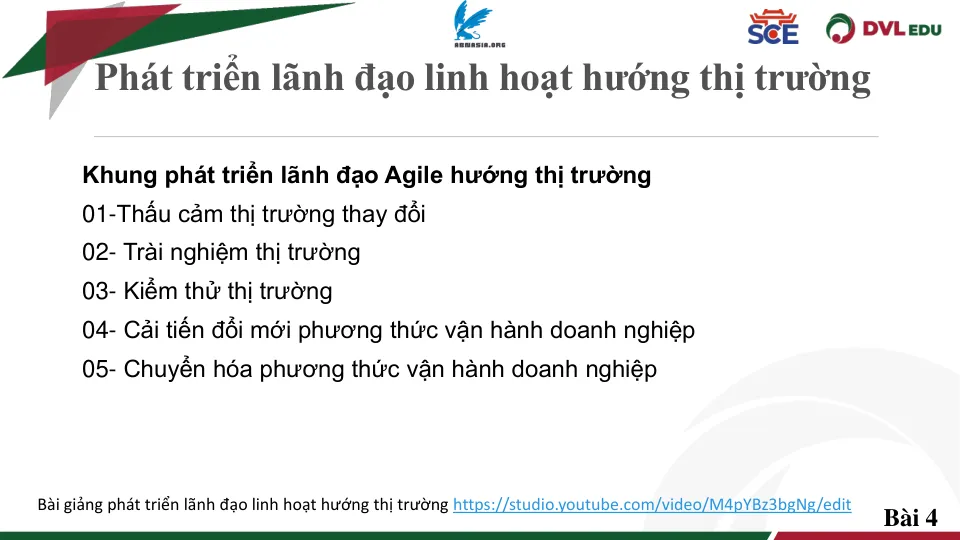 ARMASIA.ORG
SCE
DVL EDU
Phát triển lãnh đạo linh hoạt hướng thị trường
Khung phát triển lãnh đạo Agile hướng thị trường
01-Thấu cảm thị trường thay đổi
02- Trài nghiệm thị trường
03- Kiểm thử thị trường
04- Cải tiến đổi mới phương thức vận hành doanh nghiệp
05- Chuyển hóa phương thức vận hành doanh nghiệp
Bài giảng phát triển lãnh đạo linh hoạt hướng thị trường https://studio.youtube.com/video/M4pYBz3bgNg/edit
Bài 4